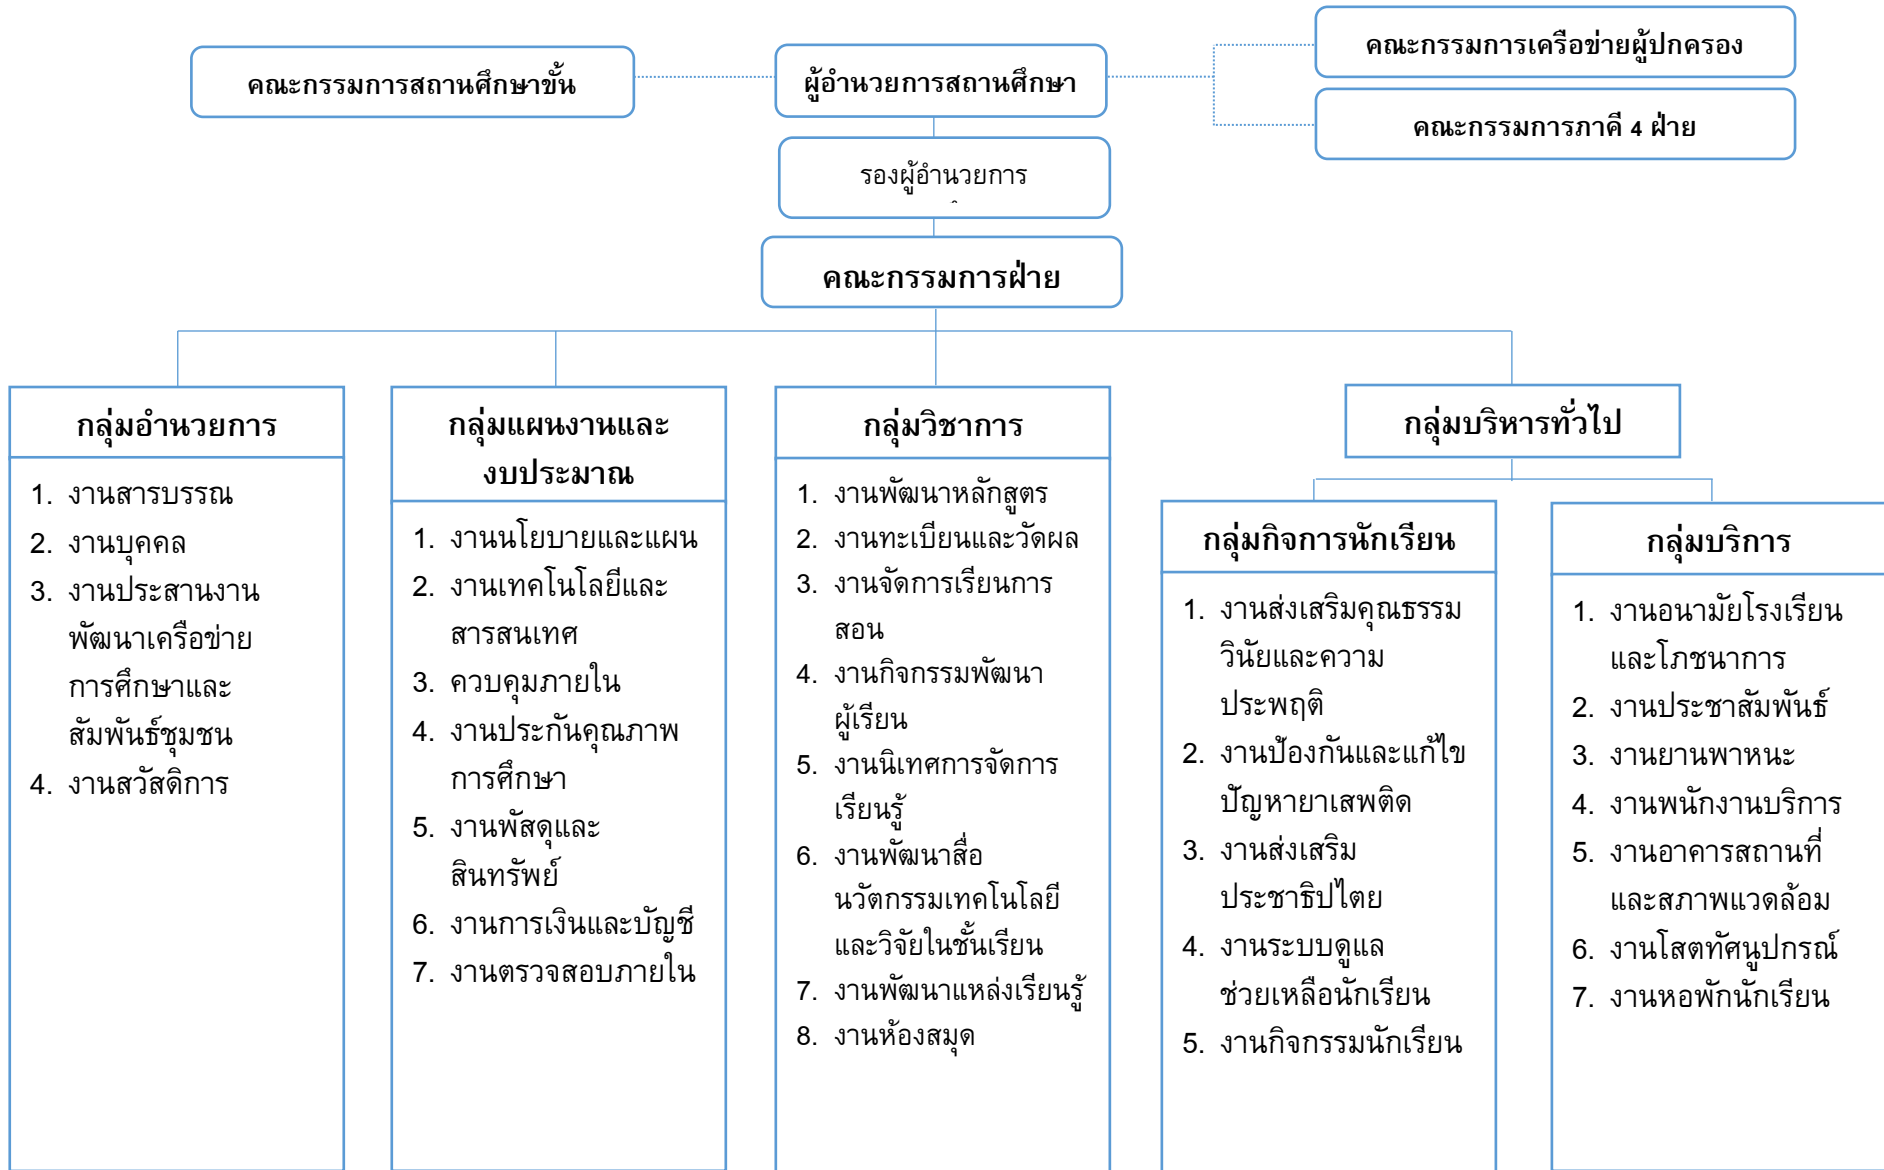 คณะกรรมการเครือข่ายผู้ปกครอง
คณะกรรมการสถานศึกษาขั้น
ผู้อำนวยการสถานศึกษา
คณะกรรมการภาคี 4 ฝ่าย
รองผู้อำนวยการ
คณะกรรมการฝ่าย
กลุ่มอำนวยการ
1. งานสารบรรณ
2. งานบุคคล
3. งานประสานงาน
พัฒนาเครือข่าย
การศึกษาและ
สัมพันธ์ชุมชน
4. งานสวัสดิการ
กลุ่มแผนงานและ
งบประมาณ
1. งานนโยบายและแผน
2. งานเทคโนโลยีและ
สารสนเทศ
3. ควบคุมภายใน
4. งานประกันคุณภาพ
การศึกษา
5. งานพัสดุและ
สินทรัพย์
6. งานการเงินและบัญชี
7. งานตรวจสอบภายใน
กลุ่มวิชาการ
1. งานพัฒนาหลักสูตร
2. งานทะเบียนและวัดผล
3. งานจัดการเรียนการ
สอน
4. งานกิจกรรมพัฒนา
ผู้เรียน
5. งานนิเทศการจัดการ
เรียนรู้
6. งานพัฒนาสื่อ
นวัตกรรมเทคโนโลยี
และวิจัยในชั้นเรียน
7. งานพัฒนาแหล่งเรียนรู้
8. งานห้องสมุด
กลุ่มบริหารทั่วไป
กลุ่มกิจการนักเรียน
1. งานส่งเสริมคุณธรรม
วินัยและความ
ประพฤติ
2. งานป้องกันและแก้ไข
ปัญหายาเสพติด
3. งานส่งเสริม
ประชาธิปไตย
4. งานระบบดูแล
ช่วยเหลือนักเรียน
5. งานกิจกรรมนักเรียน
กลุ่มบริการ
1. งานอนามัยโรงเรียน
และโภชนาการ
2. งานประชาสัมพันธ์
3. งานยานพาหนะ
4. งานพนักงานบริการ
5. งานอาคารสถานที่
และสภาพแวดล้อม
6. งานโสตทัศนูปกรณ์
7. งานหอพักนักเรียน